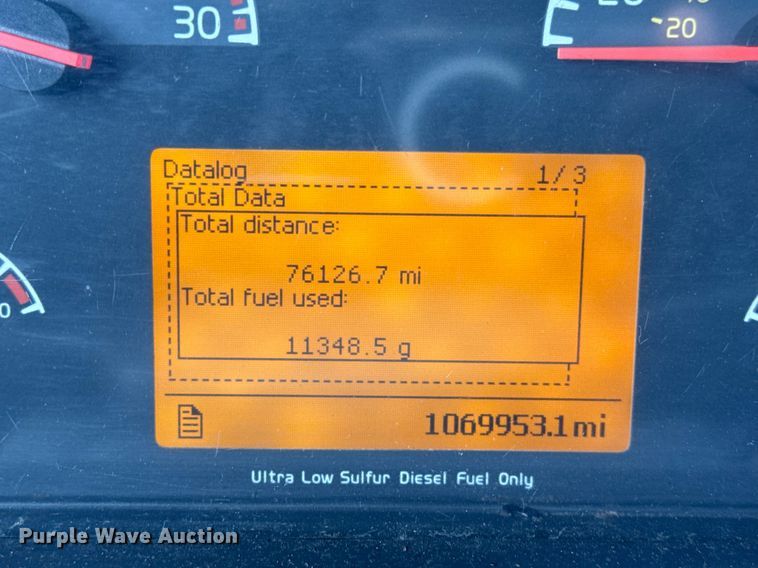 30
20
Datalog 1/3
Total Data
Total distance:
76126.7 mi
Total fuel used:
11348.5 g
1069953.1 mi
Ultra Low Sulfur Diesel Fuel Only
Purple Wave Auction